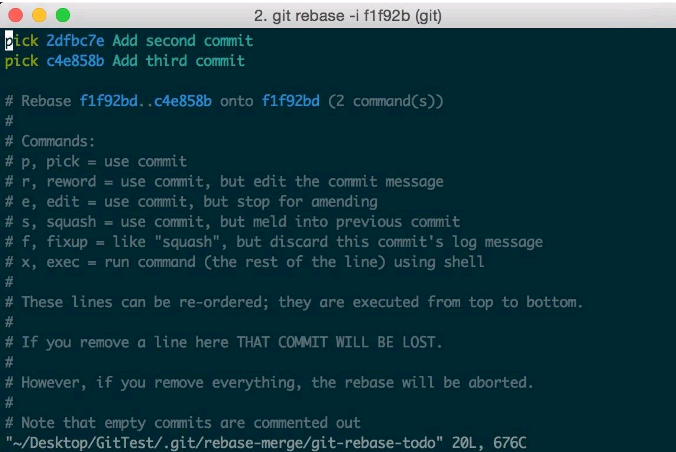 2. git rebase -i f1f92b (git)
pick 2dfbc7e Add second commit
pick c4e858b Add third commit
# Rebase f1f92bd..c4e858b onto f1f92bd (2 command(s))
#
# Commands:
# p, pick = use commit
# r, reword = use commit, but edit the commit message
# e, edit = use commit, but stop for amending
# s, squash = use commit, but meld into previous commit
# f, fixup = like "squash", but discard this commit's log message
# x, exec = run command (the rest of the line) using shell
#
# These lines can be re-ordered; they are executed from top to bottom.
#
# If you remove a line here THAT COMMIT WILL BE LOST.
#
# However, if you remove everything, the rebase will be aborted.
#
# Note that empty commits are commented out
"~/Desktop/GitTest/.git/rebase-merge/git-rebase-todo" 20L, 676C